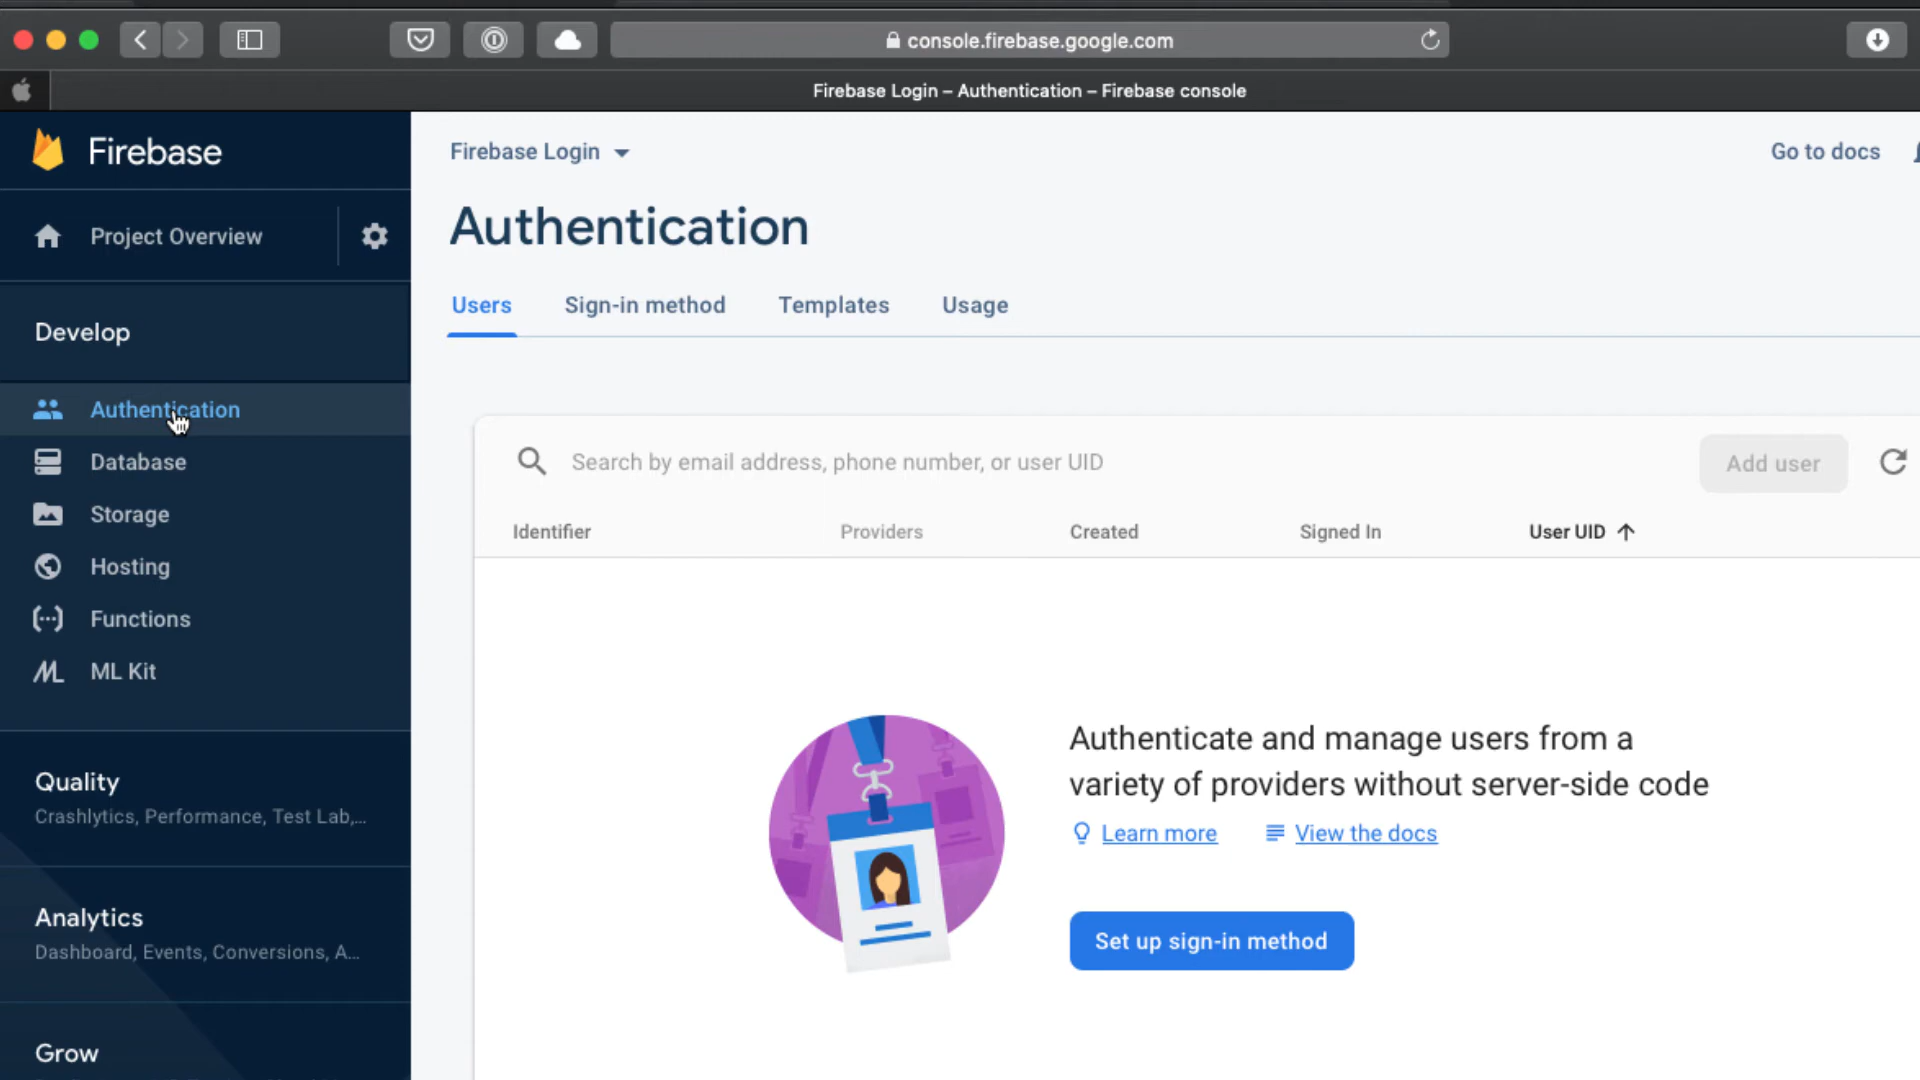 console.firebase.google.com
Firebase Login – Authentication – Firebase console
Firebase
Firebase Login
Go to docs
Project Overview
Authentication
Users
Sign-in method
Templates
Usage
Develop
Authentication
Database
Storage
Hosting
Functions
ML Kit
Search by email address, phone number, or user UID
Add user
Identifier
Providers
Created
Signed In
User UID
Authenticate and manage users from a
variety of providers without server-side code
Learn more
View the docs
Set up sign-in method
Quality
Crashlytics, Performance, Test Lab,...
Analytics
Dashboard, Events, Conversions, A...
Grow